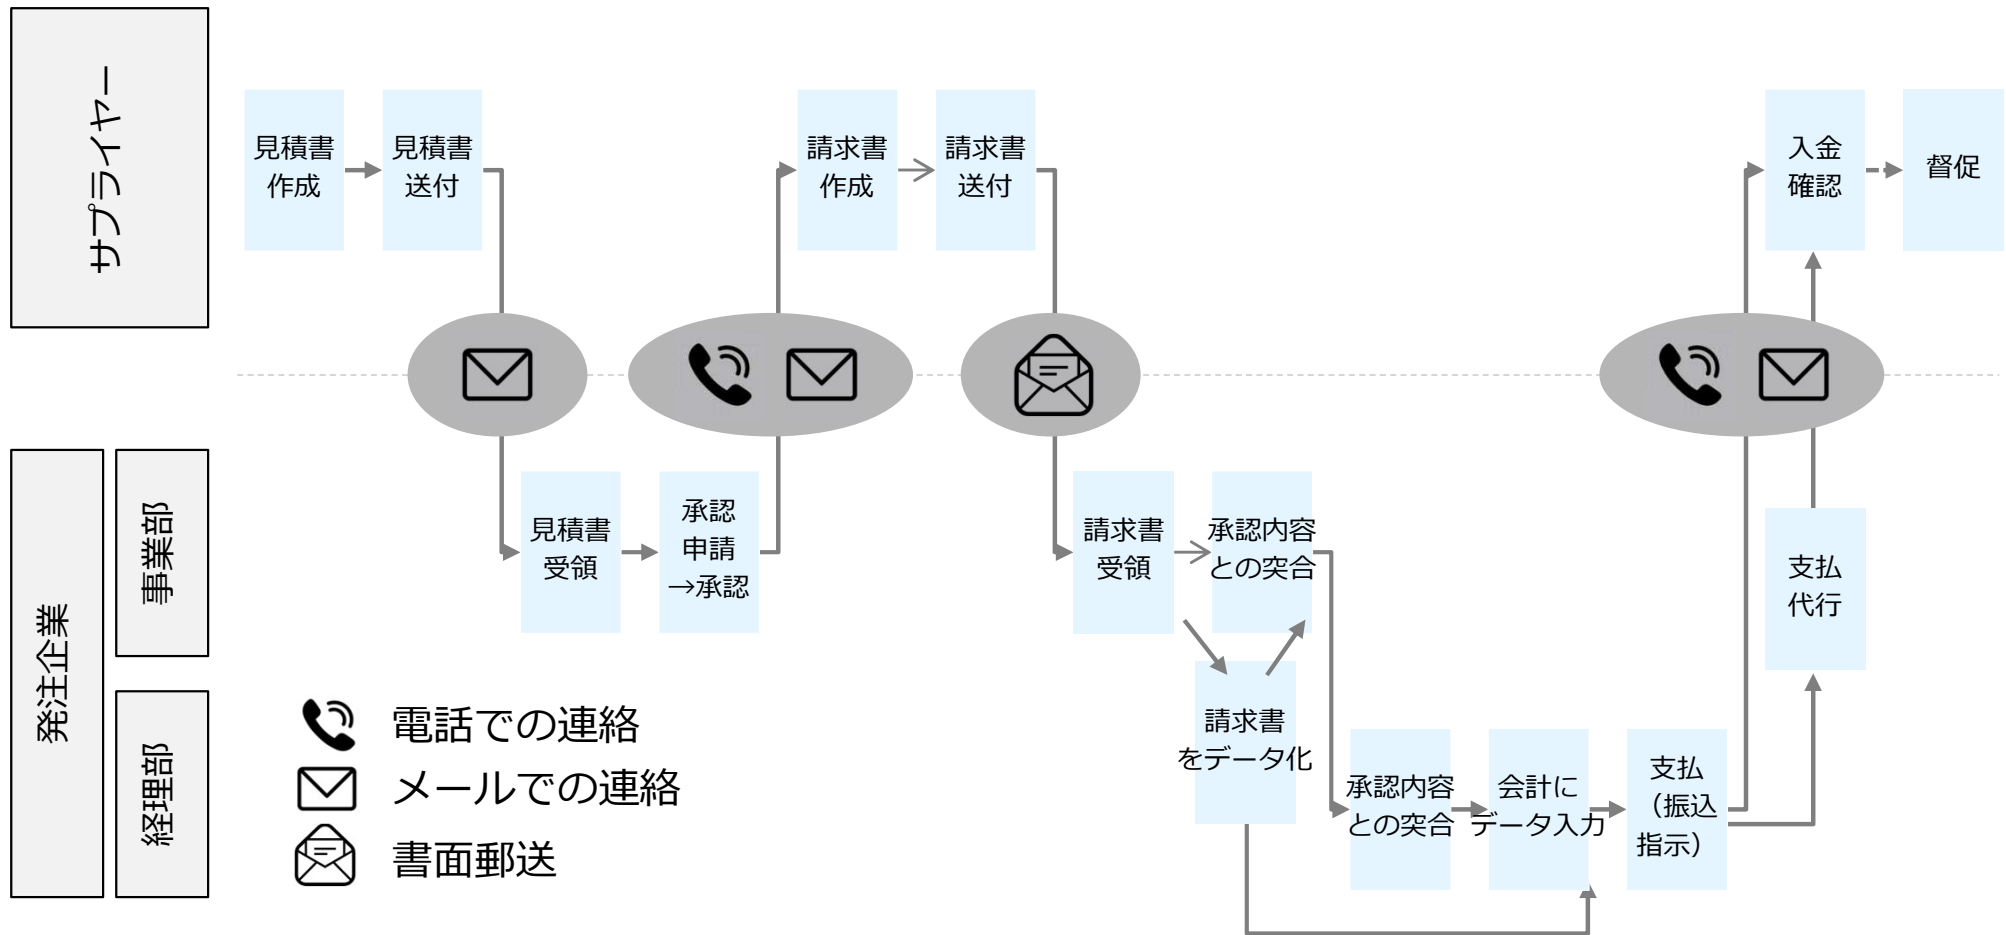 サプライヤー
見積書
作成
見積書
送付
請求書
作成
請求書
送付
入金
確認
督促
発注企業
事業部
経理部
見積書
受領
承認
申請
→承認
請求書
受領
承認内容
との突合
支払
代行
請求書
をデータ化
承認内容
との突合
会計に
データ入力
支払
（振込
指示）
電話での連絡
メールでの連絡
書面郵送